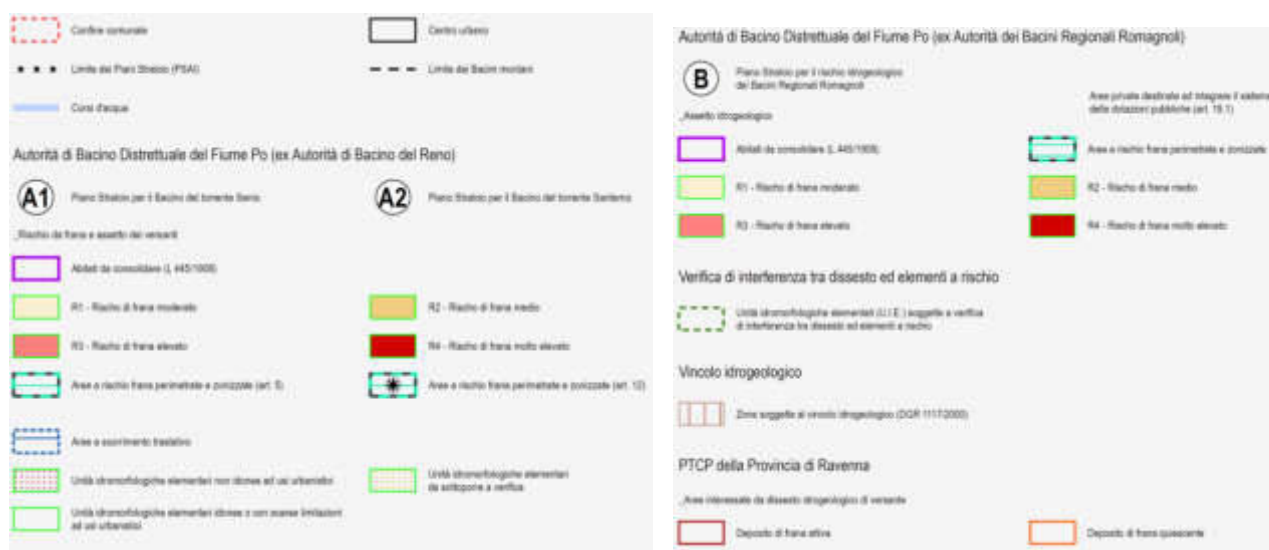 Confine comunale
Centro urbano
Limite dei Piani Stralcio (PSAI)
Limite dei Bacini montani
Corsi d'acqua
Autorità di Bacino Distrettuale del Fiume Po (ex Autorità di Bacino del Reno)
A1
Piano Stralcio per il Bacino del torrente Senio
A2
Piano Stralcio per il Bacino del torrente Santerno
_Rischio da frana e assetto dei versanti
Abitati da consolidare (L 445/1908)
R1 - Rischo di frana moderato
R2 - Rischo di frana medio
R3 - Rischo di frana elevato
R4 - Rischo di frana molto elevato
Aree a rischio frana perimetrate e zonizzate (art. 5)
Aree a rischio frana perimetrate e zonizzate (art. 12)
Aree a scorrimento traslativo
Unità idromorfologiche elementari non idonee ad usi urbanistici
Unità idromorfologiche elementari
da sottoporre a verifica
Unità idromorfologiche elementari idonee o con scarse limitazioni
ad usi urbanistici
Autorità di Bacino Distrettuale del Fiume Po (ex Autorità dei Bacini Regionali Romagnoli)
B
Piano Stralcio per il rischio idrogeologico
dei Bacini Regionali Romagnoli
Aree private destinate ad integrare il sistema
delle dotazioni pubbliche (art. 19.1)
_Assetto idrogeologico
Abitati da consolidare (L 445/1908)
Aree a rischio frana perimetrate e zonizzate
R1 - Rischo di frana moderato
R2 - Rischo di frana medio
R3 - Rischo di frana elevato
R4 - Rischo di frana molto elevato
Verifica di interferenza tra dissesto ed elementi a rischio
Unità idromorfologiche elementari (U.I.E.) soggette a verifica
di interferenza tra dissesto ed elementi a rischio
Vincolo idrogeologico
Zone soggette al vincolo idrogeologico (DGR 1117/2000)
PTCP della Provincia di Ravenna
_Aree interessate da dissesto idrogeologico di versante
Deposito di frana attiva
Deposito di frana quiescente